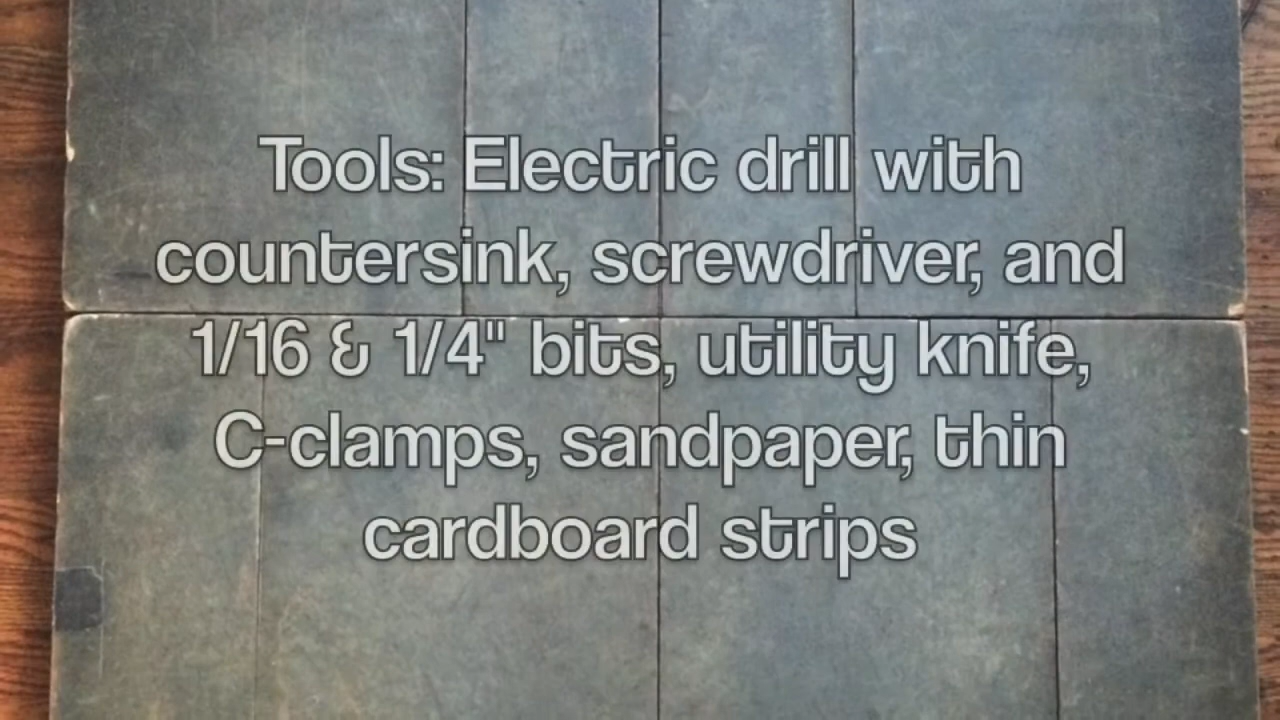 Tools: Electric drill with
countersink, screwdriver, and
1/16 & 1/4" bits, utility knife,
C-clamps, sandpaper, thin
cardboard strips